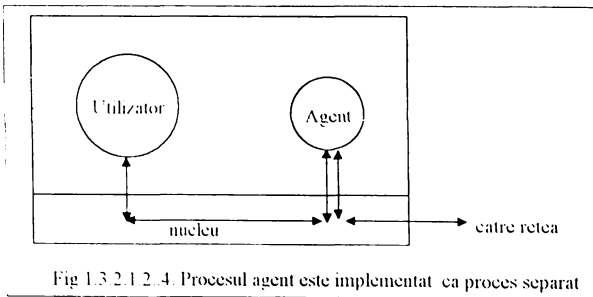 Utilizator
Agent
nucleu
catre retea
Fig 1.3.2.1.2..4. Procesul agent este implementat ca proces separat